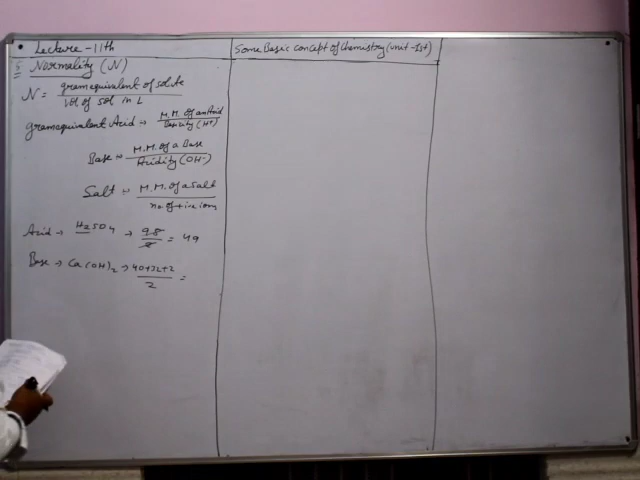 Lecture - 11th
Some Basic concept of Chemistry (unit - 1st)
Normality (N)
N = gram equivalent of solute
vol of sol in L
gram equivalent Acid → M.M. of an Acid
Basicity (H+)
Base → M.M. of a Base
Acidity (OH-)
Salt → M.M. of a Salt
no. of +ive ions
Acid → H2SO4 → 98 = 49
2
Base → Ca(OH)2 → 40+32+2 =
2